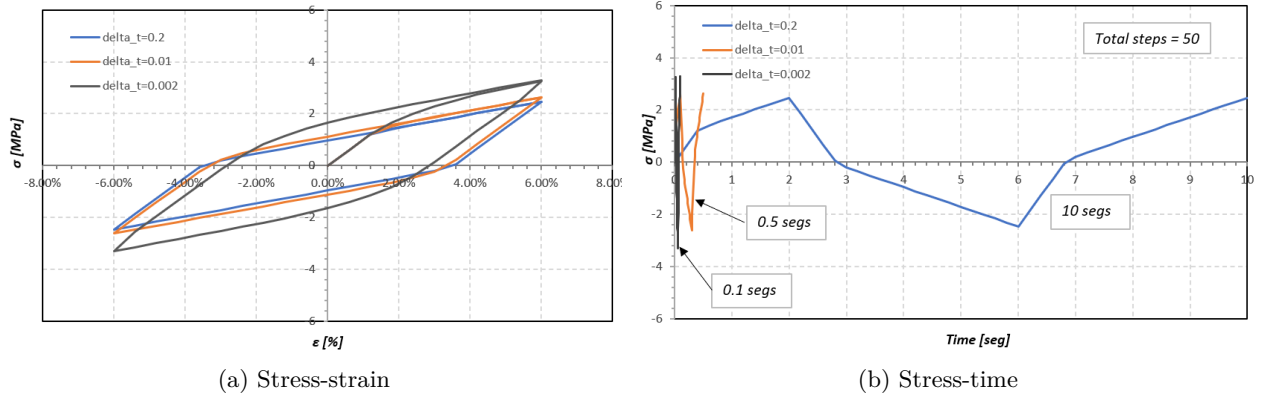 6
4
2
0
-2
-4
-6
-8.00% -6.00% -4.00% -2.00% 0.00% 2.00% 4.00% 6.00% 8.00%
σ [MPa]
ε [%]
delta_t=0.2
delta_t=0.01
delta_t=0.002
(a) Stress-strain
6
4
2
0
-2
-4
-6
0 1 2 3 4 5 6 7 8 9 10
σ [MPa]
Time [seg]
delta_t=0.2
delta_t=0.01
delta_t=0.002
Total steps = 50
0.5 segs
10 segs
0.1 segs
(b) Stress-time